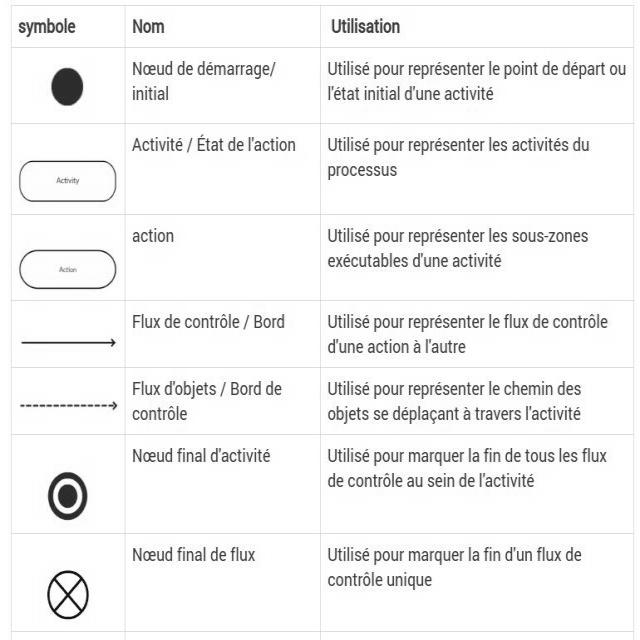 symbole Nom Utilisation
Nœud de démarrage/
initial
Utilisé pour représenter le point de départ ou
l'état initial d'une activité
Activity
Activité / État de l'action
Utilisé pour représenter les activités du
processus
Action
action
Utilisé pour représenter les sous-zones
exécutables d'une activité
Flux de contrôle / Bord
Utilisé pour représenter le flux de contrôle
d'une action à l'autre
Flux d'objets / Bord de
contrôle
Utilisé pour représenter le chemin des
objets se déplaçant à travers l'activité
Nœud final d'activité
Utilisé pour marquer la fin de tous les flux
de contrôle au sein de l'activité
Nœud final de flux
Utilisé pour marquer la fin d'un flux de
contrôle unique